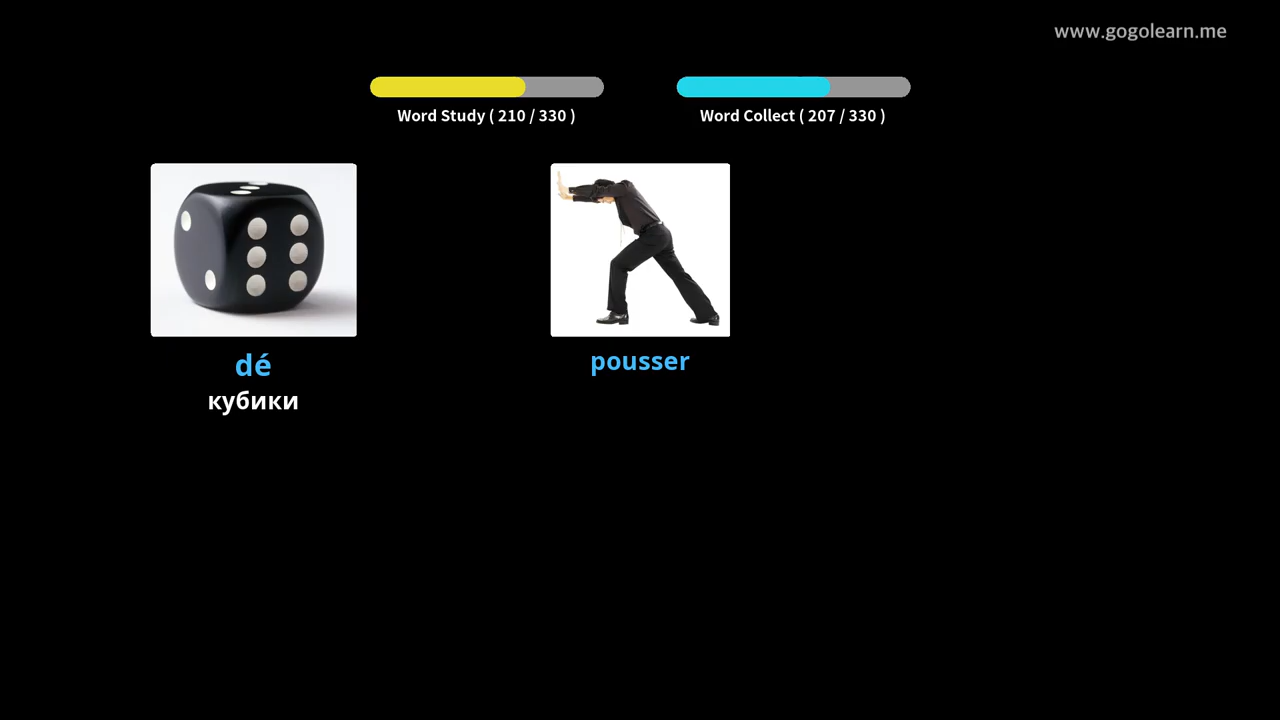 www.gogolearn.me
Word Study ( 210 / 330 )
Word Collect ( 207 / 330 )
dé
pousser
кубики